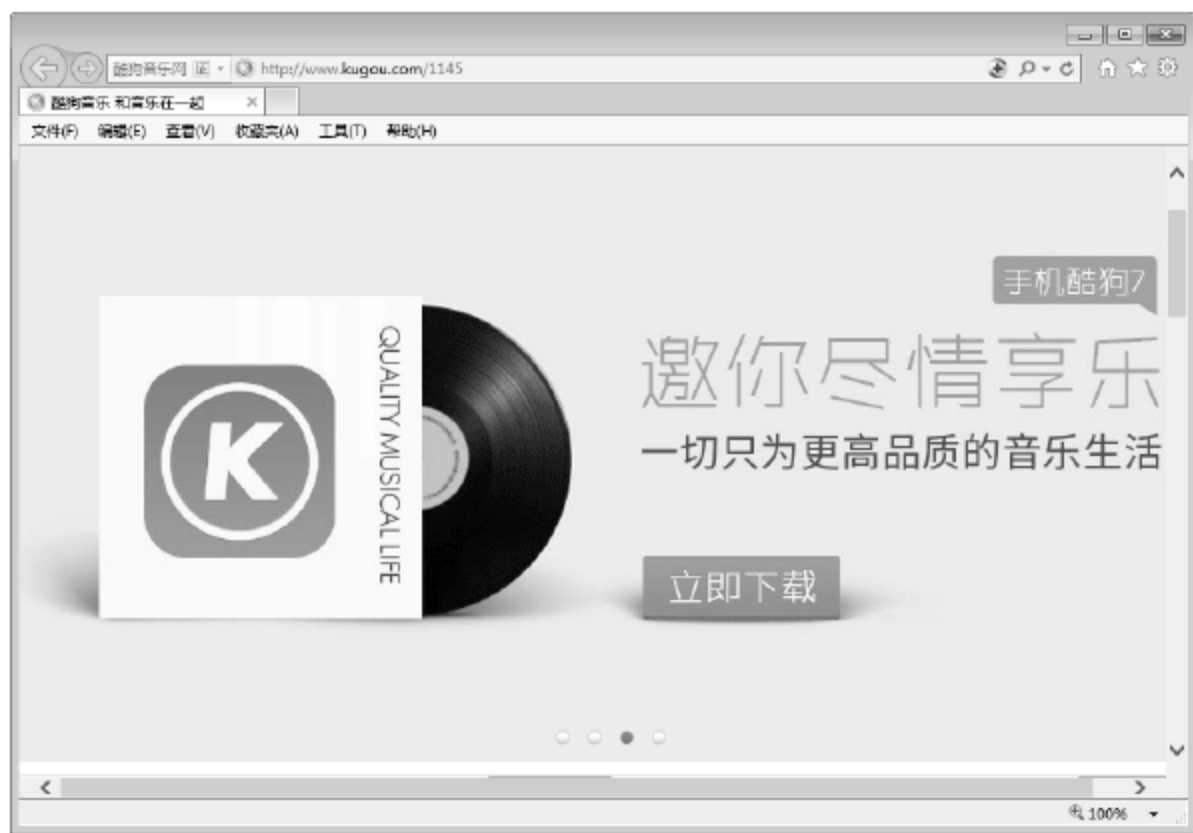 酷狗音乐网 证
http://www.kugou.com/1145
酷狗音乐 和音乐在一起
文件(F) 编辑(E) 查看(V) 收藏夹(A) 工具(T) 帮助(H)
手机酷狗7
邀你尽情享乐
一切只为更高品质的音乐生活
K
QUALITY MUSICAL LIFE
立即下载
100%